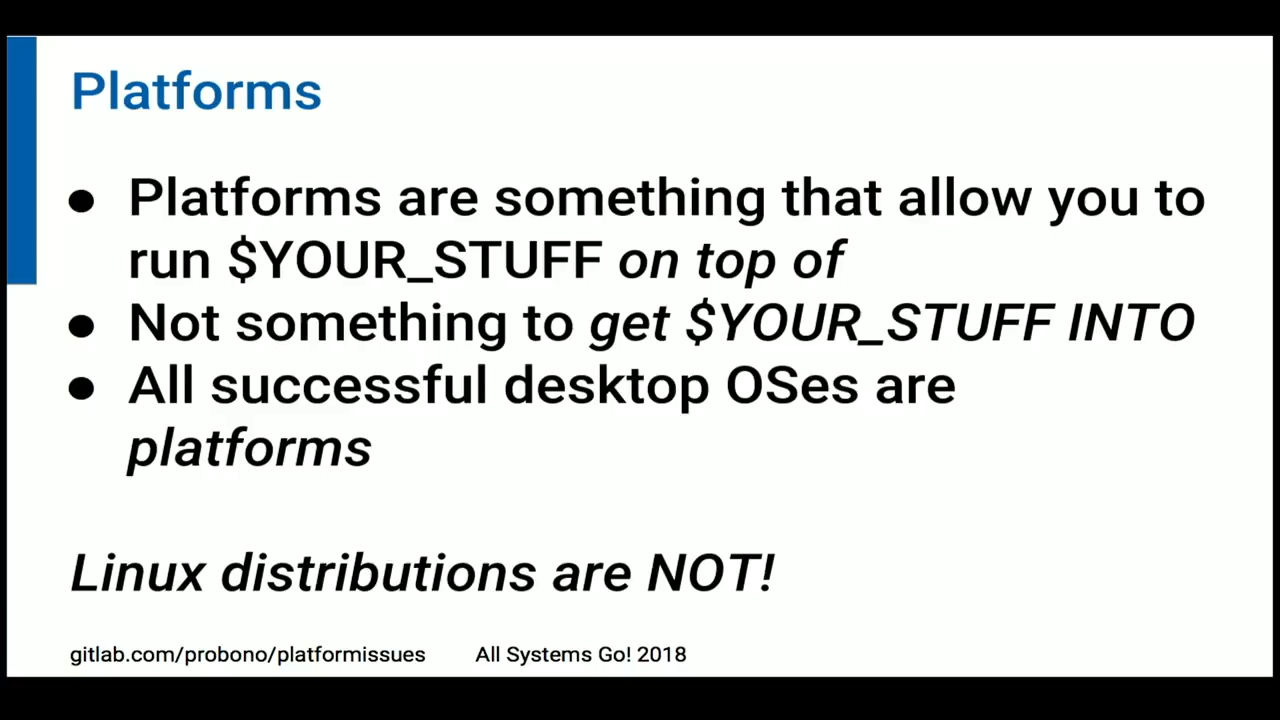 Platforms
● Platforms are something that allow you to
run $YOUR_STUFF on top of
● Not something to get $YOUR_STUFF INTO
● All successful desktop OSes are
platforms
Linux distributions are NOT!
gitlab.com/probono/platformissues All Systems Go! 2018